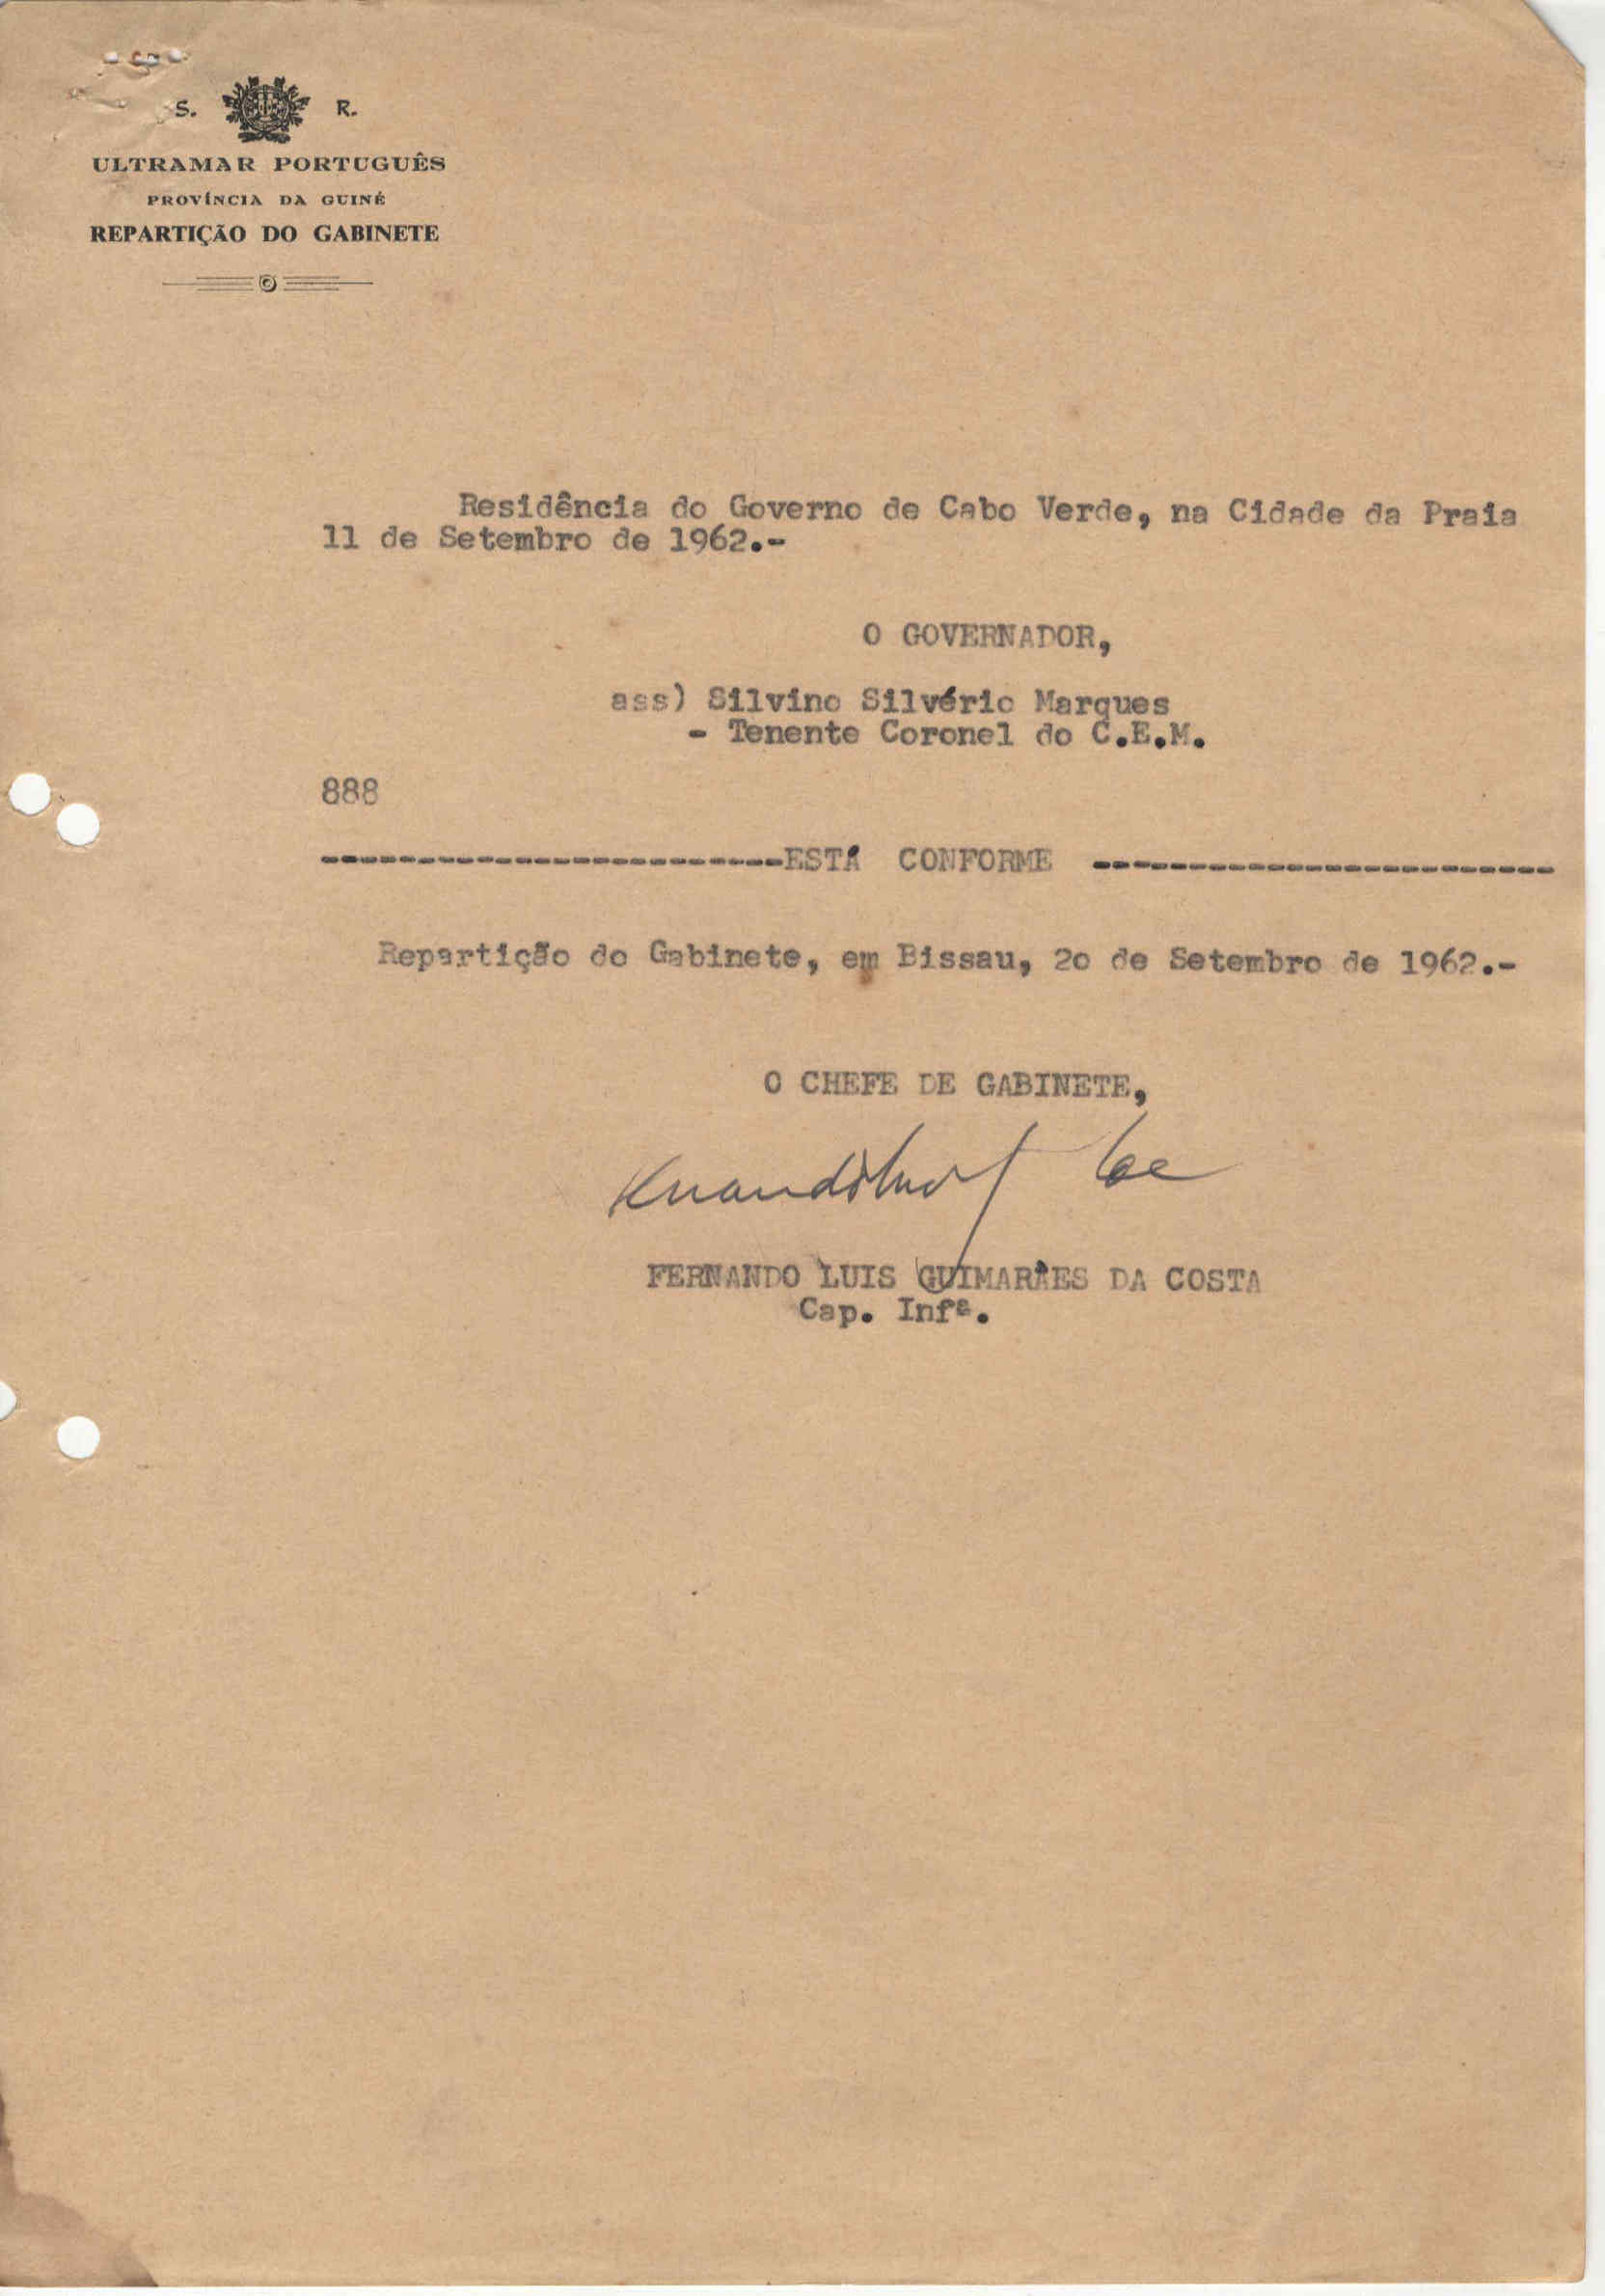 S. R.
ULTRAMAR PORTUGUÊS
PROVÍNCIA DA GUINÉ
REPARTIÇÃO DO GABINETE
Residência do Governo de Cabo Verde, na Cidade da Praia
11 de Setembro de 1962.-
O GOVERNADOR,
ass) Silvino Silvério Marques
- Tenente Coronel do C.E.M.
888
------------------------ESTÁ CONFORME ------------------------
Repartição do Gabinete, em Bissau, 20 de Setembro de 1962.-
O CHEFE DE GABINETE,
FERNANDO LUIS GUIMARÃES DA COSTA
Cap. Infª.